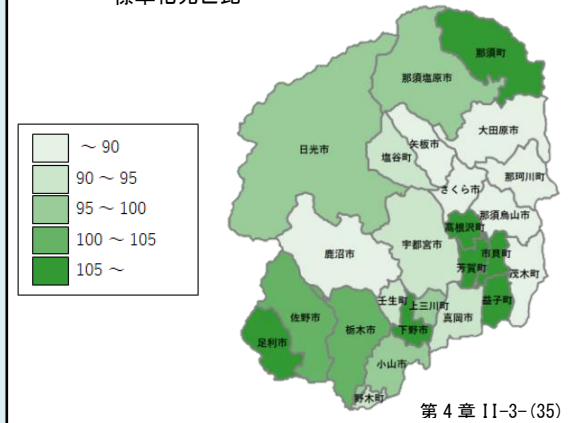 標準化死亡比
～ 90
90 ～ 95
95 ～ 100
100 ～ 105
105 ～
那須町
那須塩原市
大田原市
矢板市
日光市
塩谷町
那珂川町
さくら市
那須烏山市
高根沢町
宇都宮市
市貝町
鹿沼市
芳賀町
茂木町
壬生町
上三川町
益子町
真岡市
佐野市
栃木市
下野市
足利市
小山市
野木町
第４章 II-3-(35)